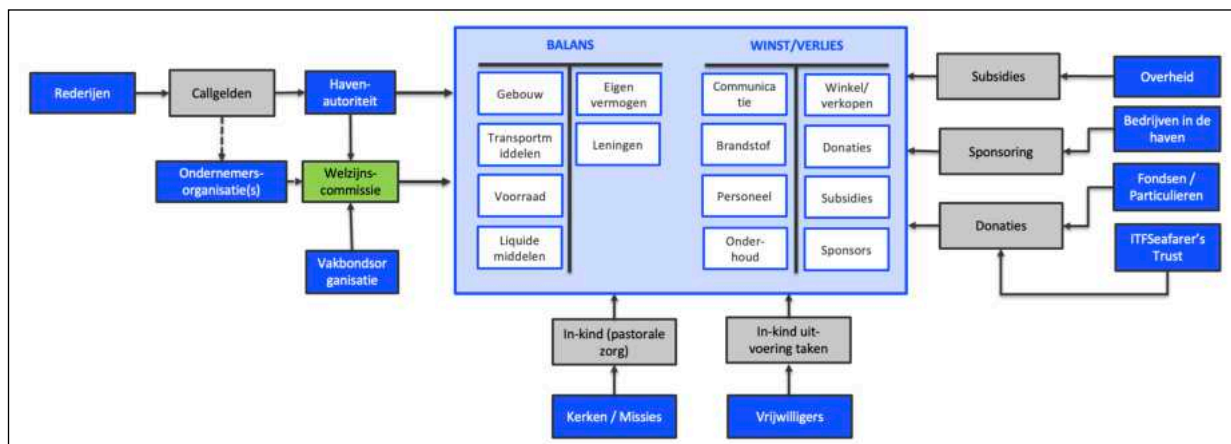 BALANS
WINST/VERLIES
Rederijen
Callgelden
Haven-
autoriteit
Ondernemers-
organisatie(s)
Welzijns-
commissie
Vakbondsor
ganisatie
Gebouw
Eigen
vermogen
Transportm
iddelen
Leningen
Voorraad
Liquide
middelen
Communica
tie
Winkel/
verkopen
Brandstof
Donaties
Personeel
Subsidies
Onder-
houd
Sponsors
Subsidies
Overheid
Sponsoring
Bedrijven in de
haven
Donaties
Fondsen /
Particulieren
ITFSeafarer's
Trust
In-kind (pastorale
zorg)
In-kind uit-
voering taken
Kerken / Missies
Vrijwilligers